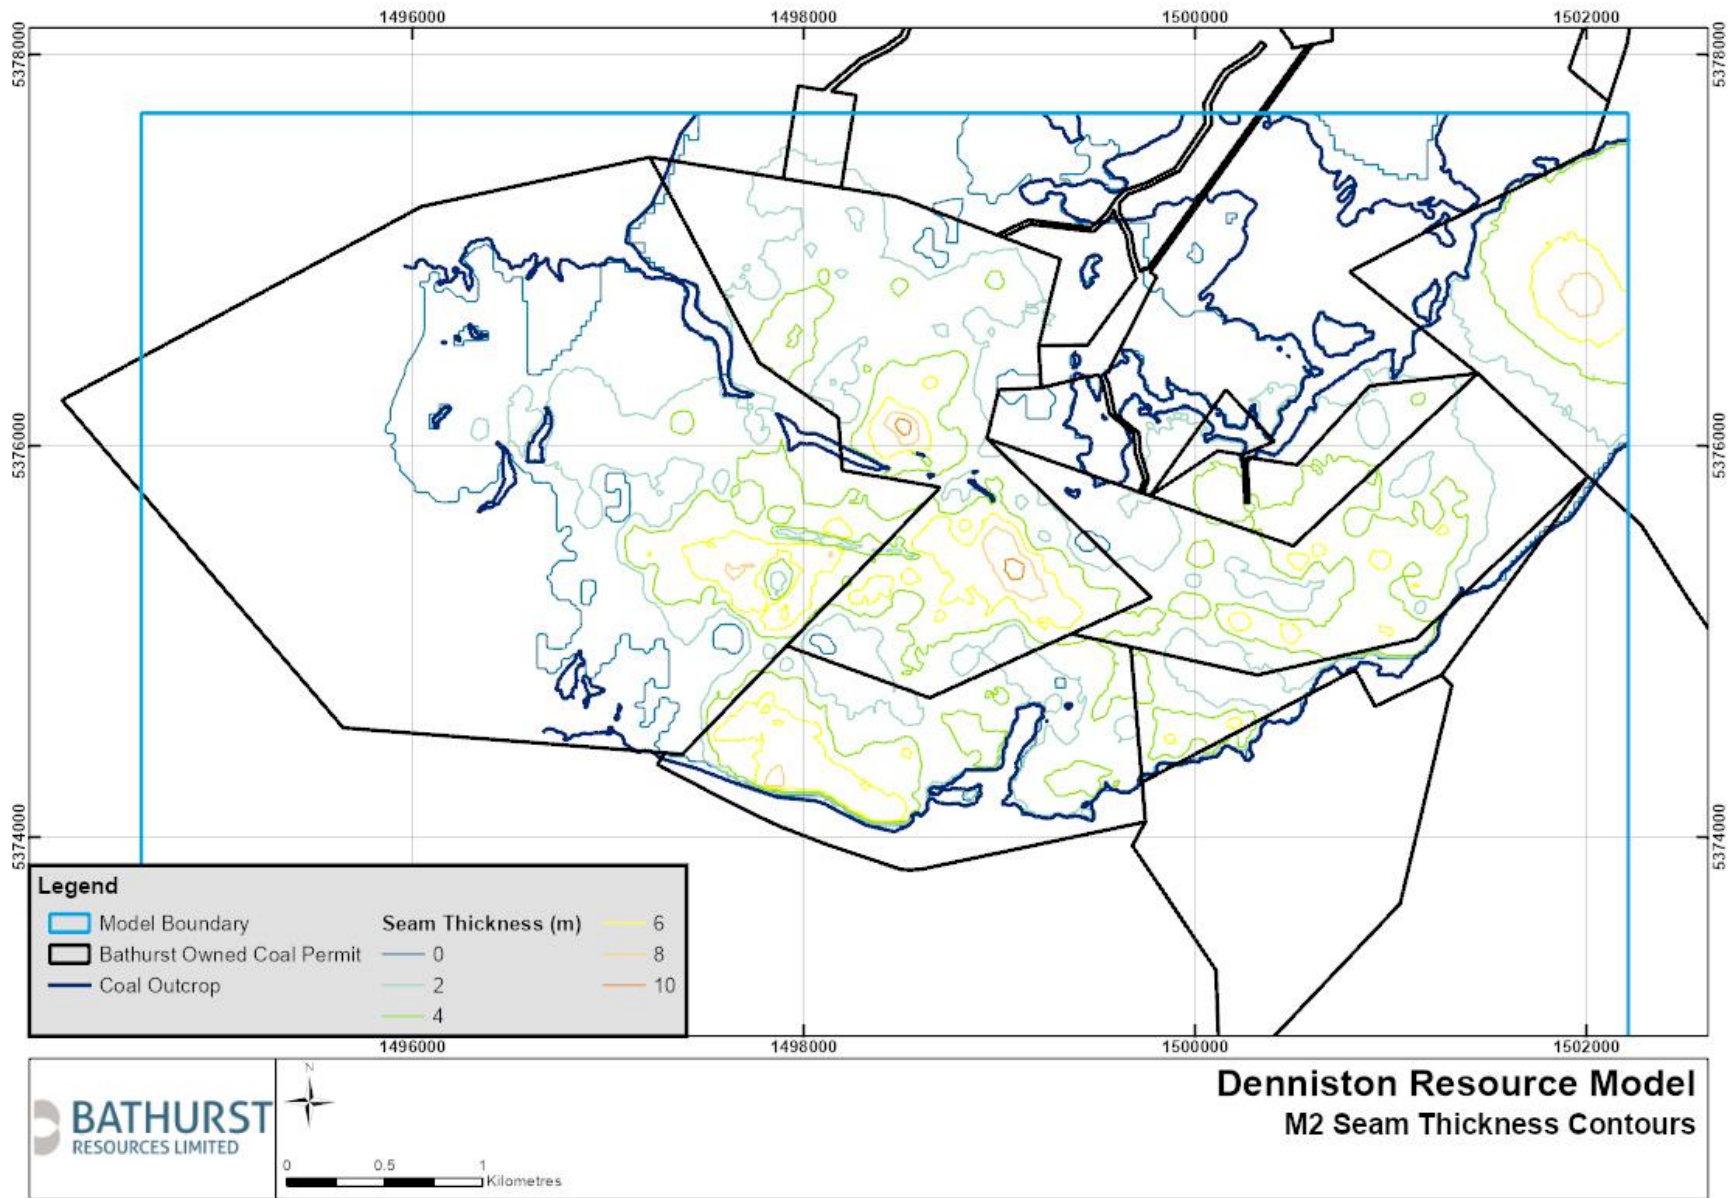 1496000 1498000 1500000 1502000
5378000 5378000
5376000 5376000
5374000 5374000
Legend
Model Boundary
Bathurst Owned Coal Permit
Coal Outcrop
Seam Thickness (m)
0
2
4
6
8
10
1496000 1498000 1500000 1502000
BATHURST
RESOURCES LIMITED
N
0 0.5 1
Kilometres
Denniston Resource Model
M2 Seam Thickness Contours